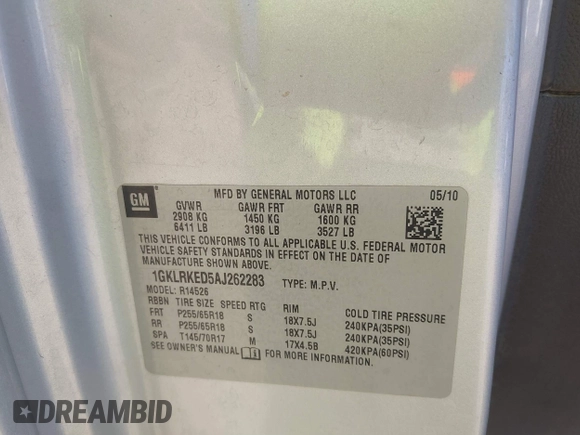 GM
MFD BY GENERAL MOTORS LLC 05/10
GVWR GAWR FRT GAWR RR
2908 KG 1450 KG 1600 KG
6411 LB 3196 LB 3527 LB
THIS VEHICLE CONFORMS TO ALL APPLICABLE U.S. FEDERAL MOTOR
VEHICLE SAFETY STANDARDS IN EFFECT ON THE DATE OF
MANUFACTURE SHOWN ABOVE.
1GKLRKED5AJ262283 TYPE: M.P.V.
MODEL: R14526
RBBN TIRE SIZE SPEED RTG RIM COLD TIRE PRESSURE
FRT P255/65R18 S 18X7.5J 240KPA(35PSI)
RR P255/65R18 S 18X7.5J 240KPA(35PSI)
SPA T145/70R17 M 17X4.5B 420KPA(60PSI)
SEE OWNER'S MANUAL FOR MORE INFORMATION.
DREAMBID